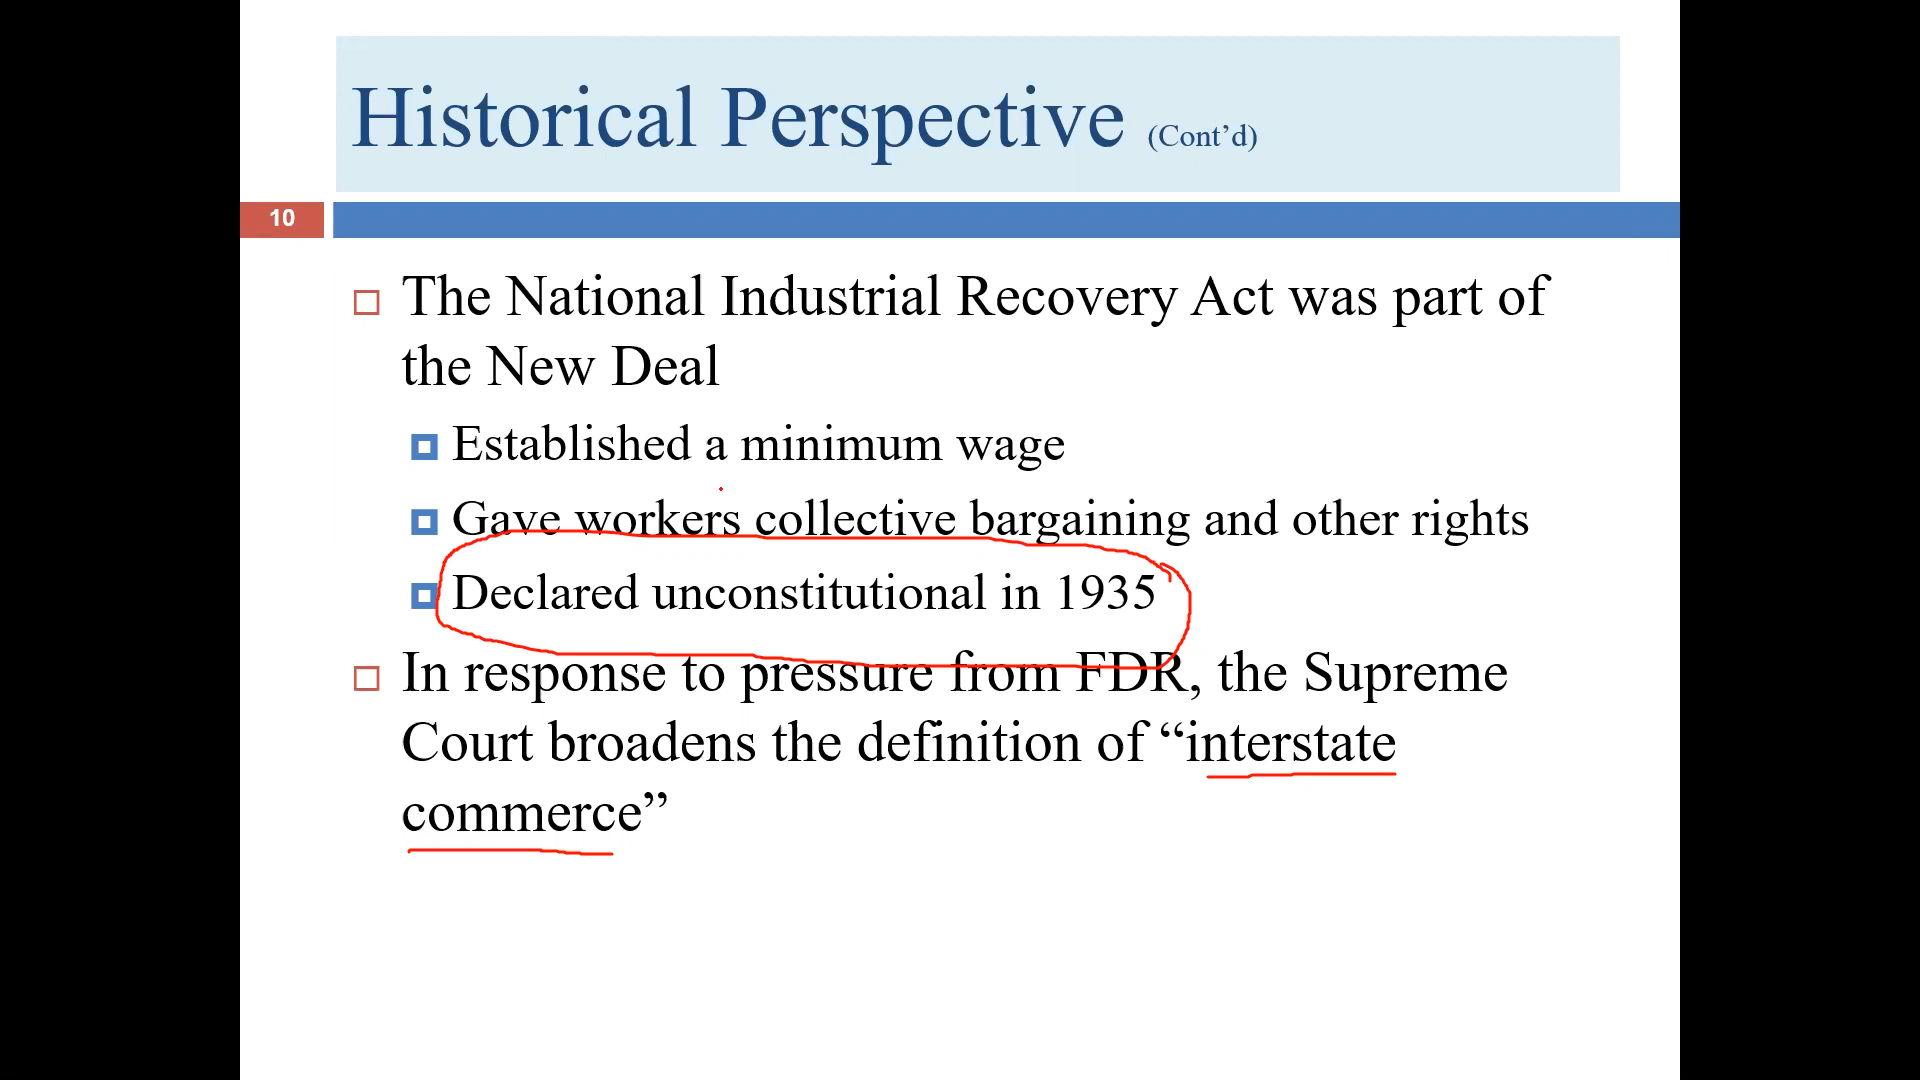 Historical Perspective (Cont’d)
10
The National Industrial Recovery Act was part of
the New Deal
Established a minimum wage
Gave workers collective bargaining and other rights
Declared unconstitutional in 1935
In response to pressure from FDR, the Supreme
Court broadens the definition of “interstate
commerce”